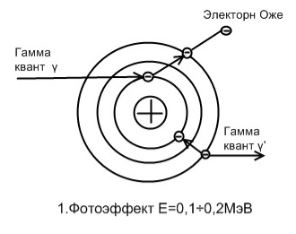 Электорн Оже
Гамма
квант γ
Гамма
квант γ'
1.Фотоэффект E=0,1÷0,2МэВ